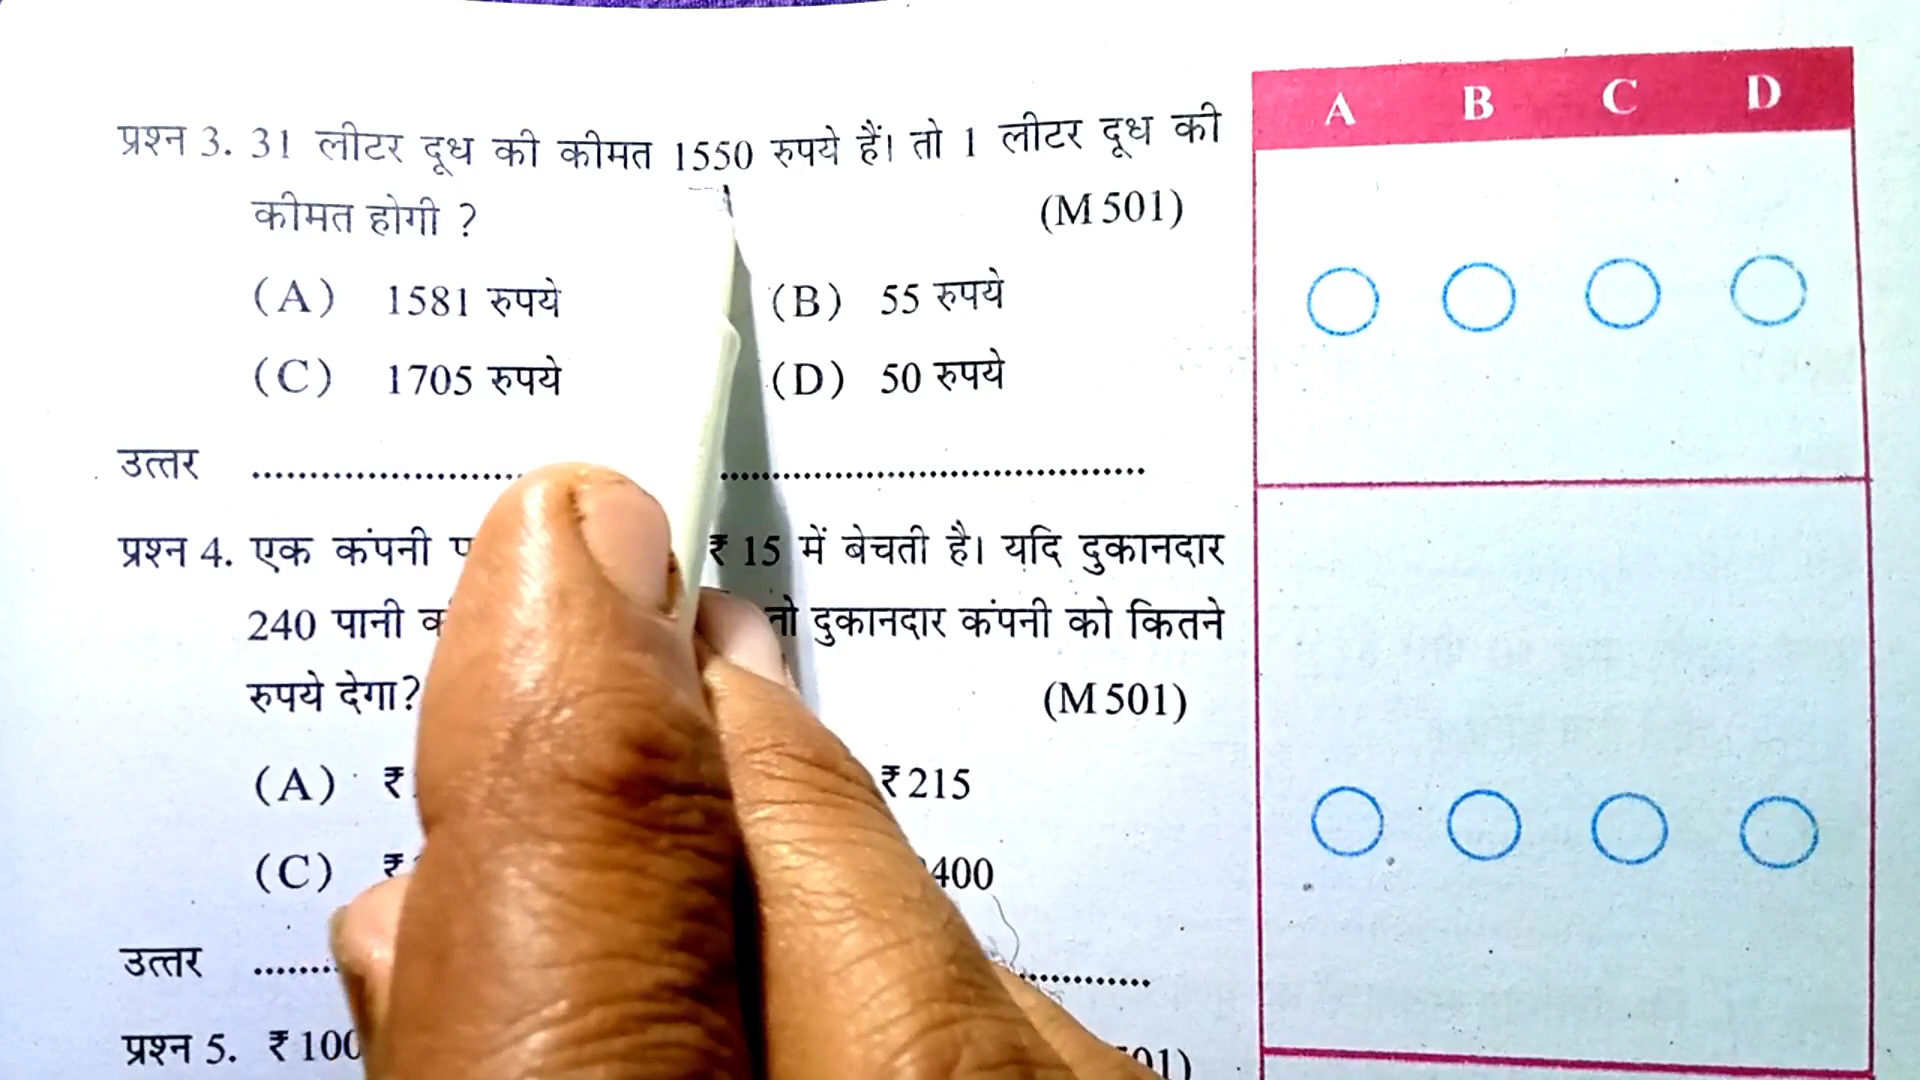 A B C D
प्रश्न 3. 31 लीटर दूध की कीमत 1550 रुपये हैं। तो 1 लीटर दूध की
कीमत होगी ? (M 501)
(A) 1581 रुपये (B) 55 रुपये
(C) 1705 रुपये (D) 50 रुपये
उत्तर ................................................
प्रश्न 4. एक कंपनी ₹ 15 में बेचती है। यदि दुकानदार
240 पानी तो दुकानदार कंपनी को कितने
रुपये देगा? (M 501)
(A) ₹ ₹ 215
(C) ₹ 400
उत्तर ................
प्रश्न 5. ₹ 100